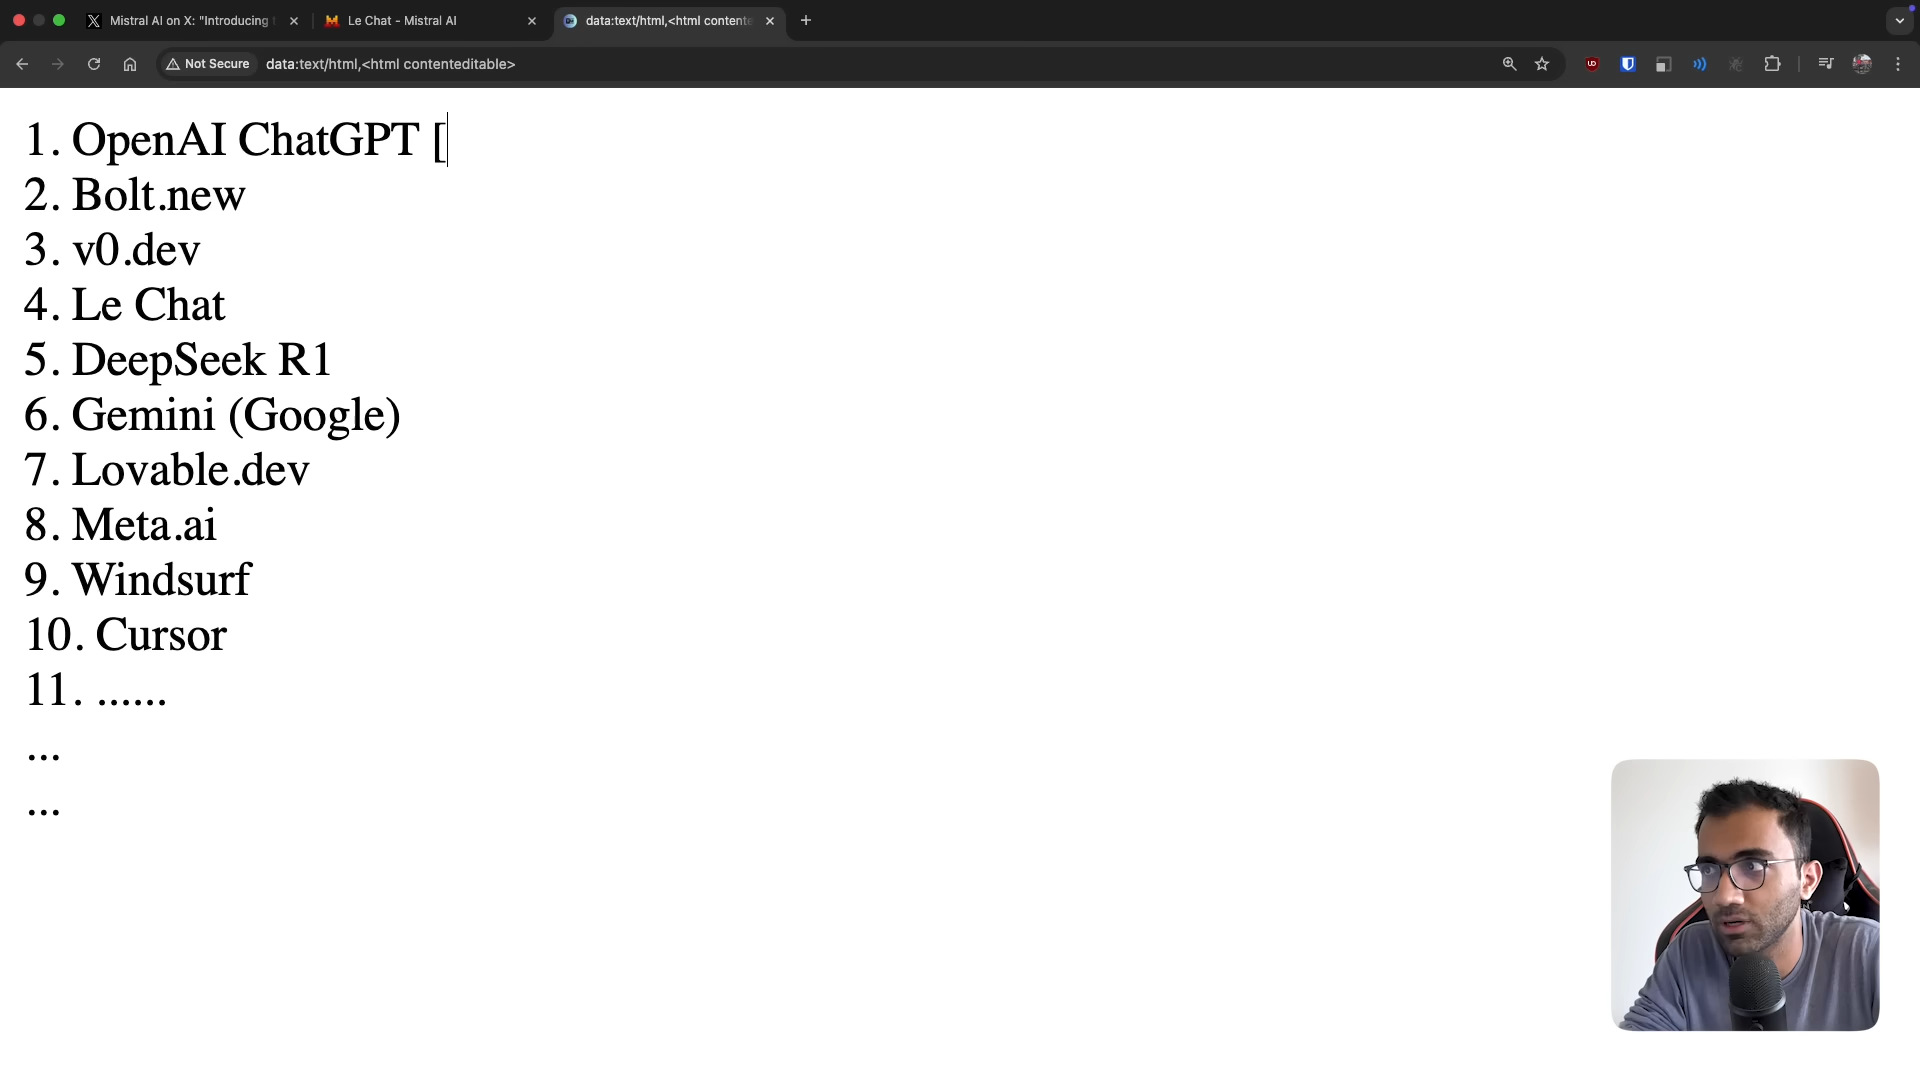 Mistral AI on X: "Introducing t
Le Chat - Mistral AI
data:text/html,<html contente
Not Secure
data:text/html,<html contenteditable>
1. OpenAI ChatGPT [
2. Bolt.new
3. v0.dev
4. Le Chat
5. DeepSeek R1
6. Gemini (Google)
7. Lovable.dev
8. Meta.ai
9. Windsurf
10. Cursor
11. ......
...
...